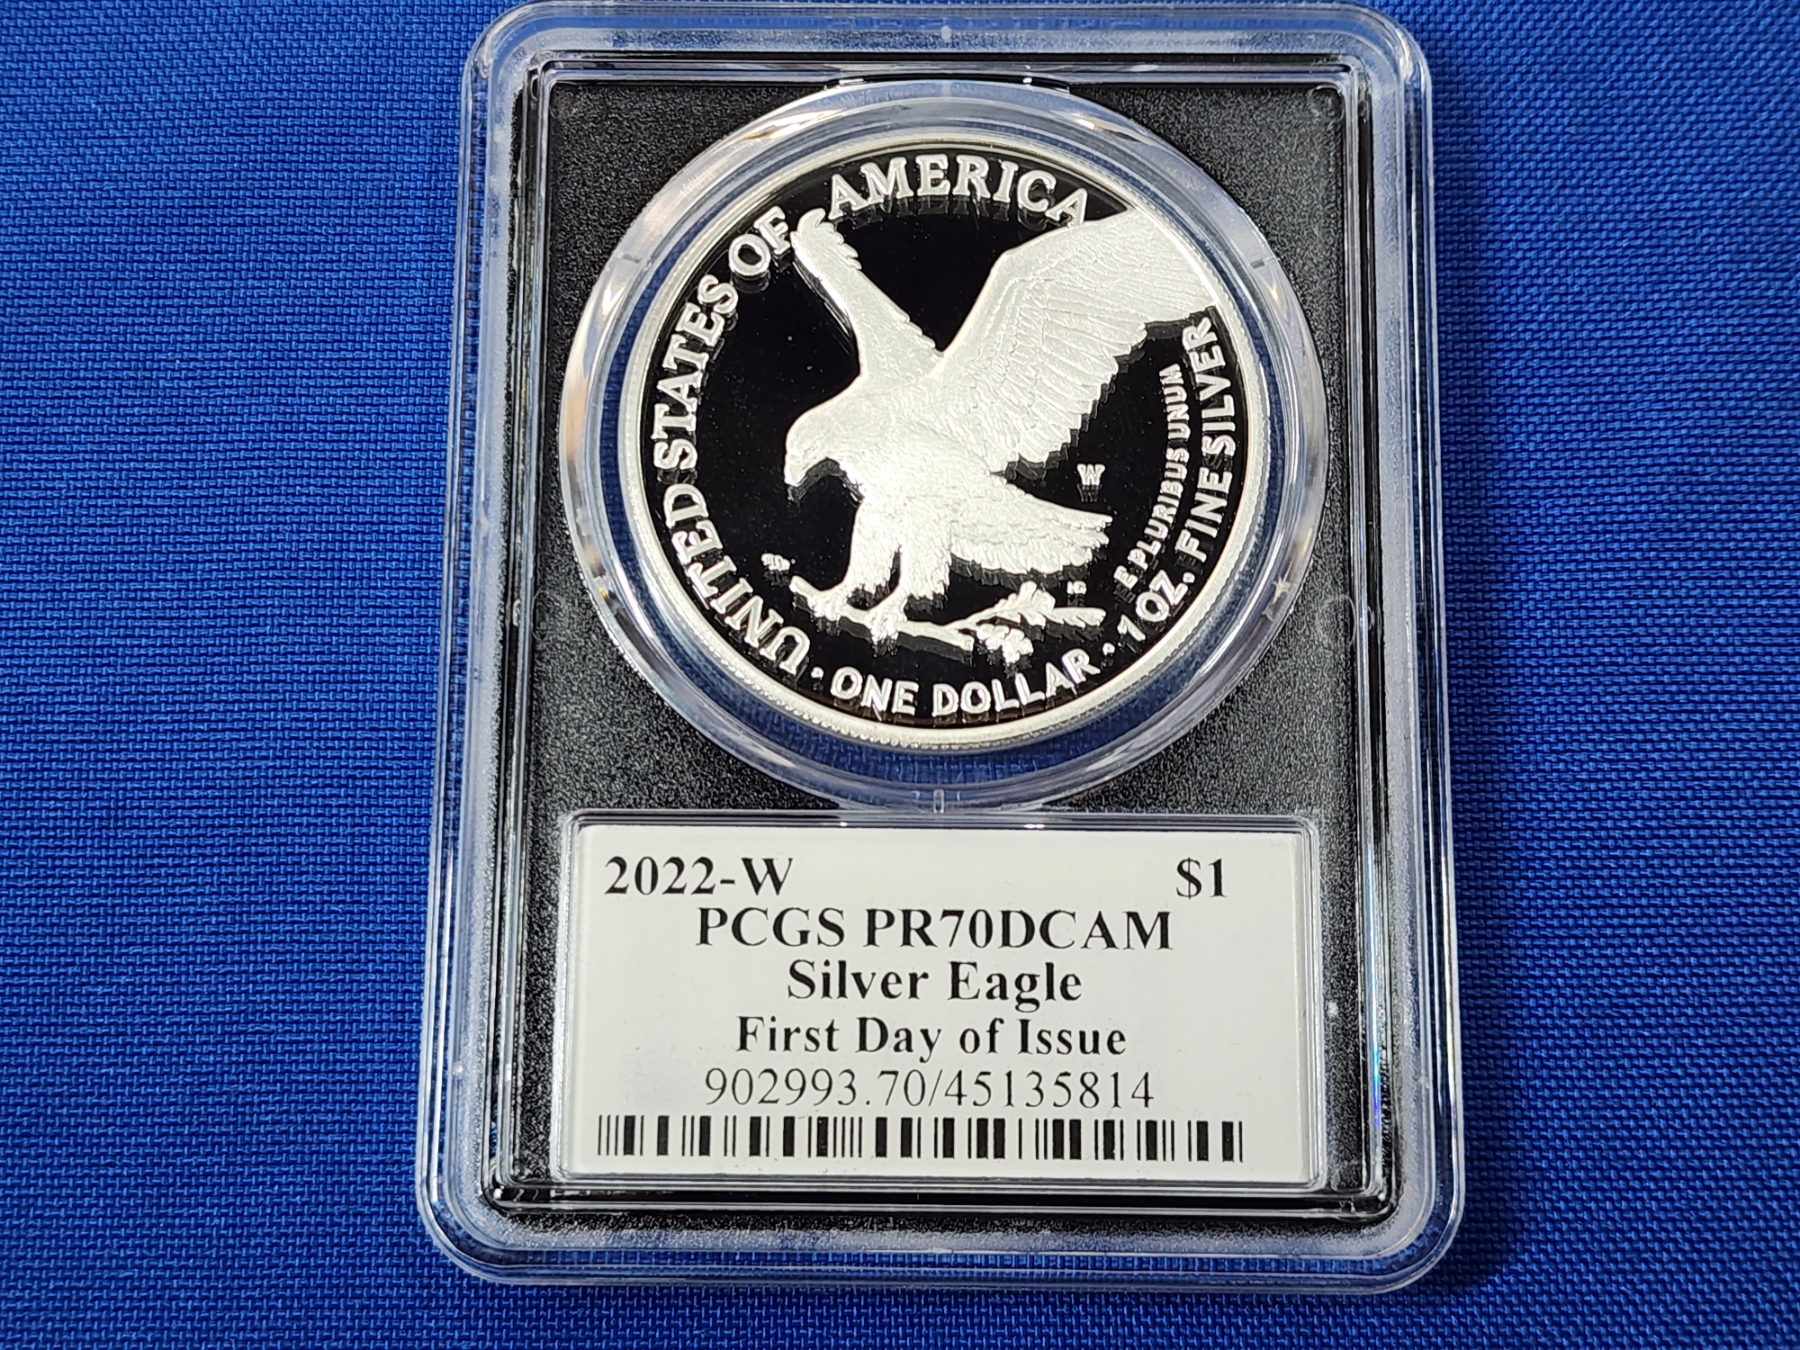 UNITED STATES OF AMERICA
W
E PLURIBUS UNUM
1 OZ. FINE SILVER
· ONE DOLLAR ·
2022-W $1
PCGS PR70DCAM
Silver Eagle
First Day of Issue
902993.70/45135814